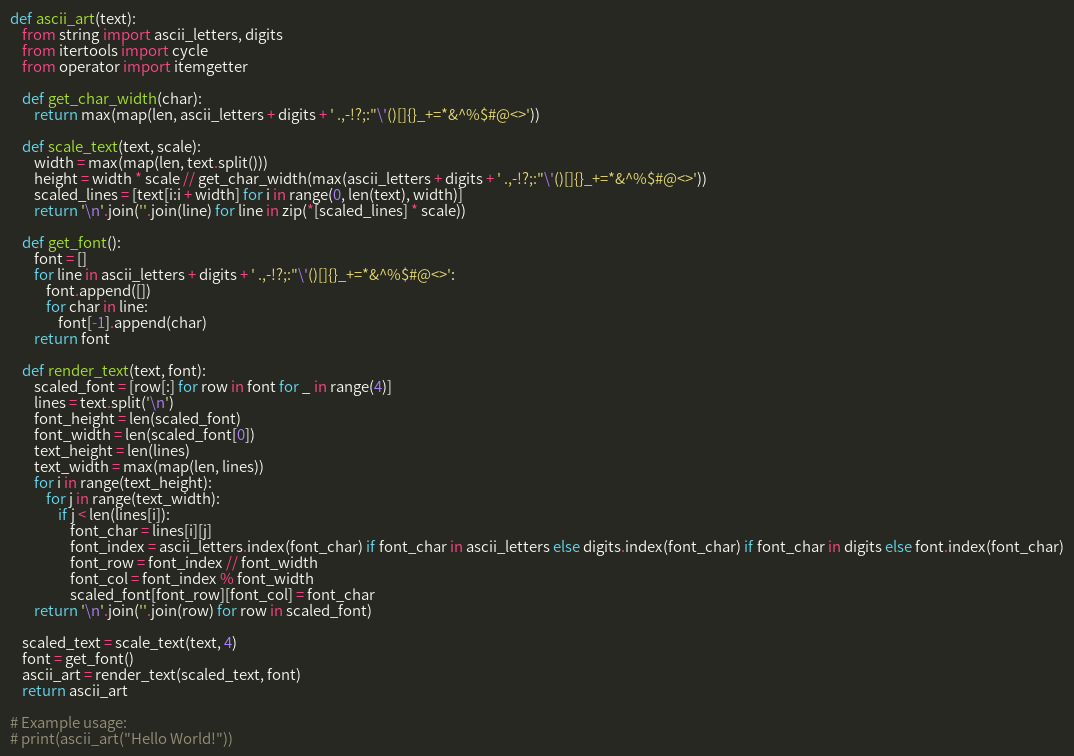 def ascii_art(text):
    from string import ascii_letters, digits
    from itertools import cycle
    from operator import itemgetter

    def get_char_width(char):
        return max(map(len, ascii_letters + digits + ' .,-!?;:"\'()[]{}_+=*&^%$#@<>'))

    def scale_text(text, scale):
        width = max(map(len, text.split()))
        height = width * scale // get_char_width(max(ascii_letters + digits + ' .,-!?;:"\'()[]{}_+=*&^%$#@<>'))
        scaled_lines = [text[i:i + width] for i in range(0, len(text), width)]
        return '\n'.join(''.join(line) for line in zip(*[scaled_lines] * scale))

    def get_font():
        font = []
        for line in ascii_letters + digits + ' .,-!?;:"\'()[]{}_+=*&^%$#@<>':
            font.append([])
            for char in line:
                font[-1].append(char)
        return font

    def render_text(text, font):
        scaled_font = [row[:] for row in font for _ in range(4)]
        lines = text.split('\n')
        font_height = len(scaled_font)
        font_width = len(scaled_font[0])
        text_height = len(lines)
        text_width = max(map(len, lines))
        for i in range(text_height):
            for j in range(text_width):
                if j < len(lines[i]):
                    font_char = lines[i][j]
                    font_index = ascii_letters.index(font_char) if font_char in ascii_letters else digits.index(font_char) if font_char in digits else font.index(font_char)
                    font_row = font_index // font_width
                    font_col = font_index % font_width
                    scaled_font[font_row][font_col] = font_char
        return '\n'.join(''.join(row) for row in scaled_font)

    scaled_text = scale_text(text, 4)
    font = get_font()
    ascii_art = render_text(scaled_text, font)
    return ascii_art

# Example usage:
# print(ascii_art("Hello World!"))